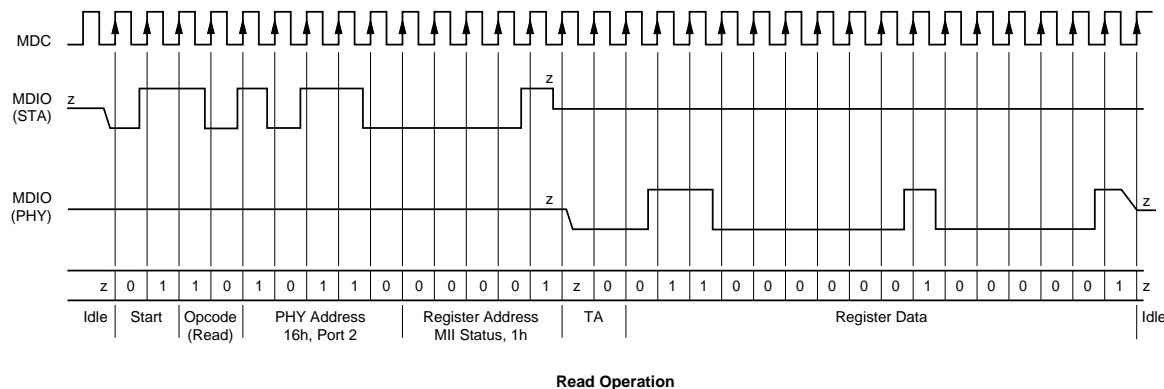 MDC
z
z
MDIO
(STA)
MDIO
(PHY)
z
z
z 0 1 1 0 1 0 1 1 0 0 0 0 0 1 z 0 0 1 1 0 0 0 0 0 0 1 0 0 0 0 0 1 z
Idle Start Opcode (Read) PHY Address 16h, Port 2 Register Address MII Status, 1h TA Register Data Idle
Read Operation